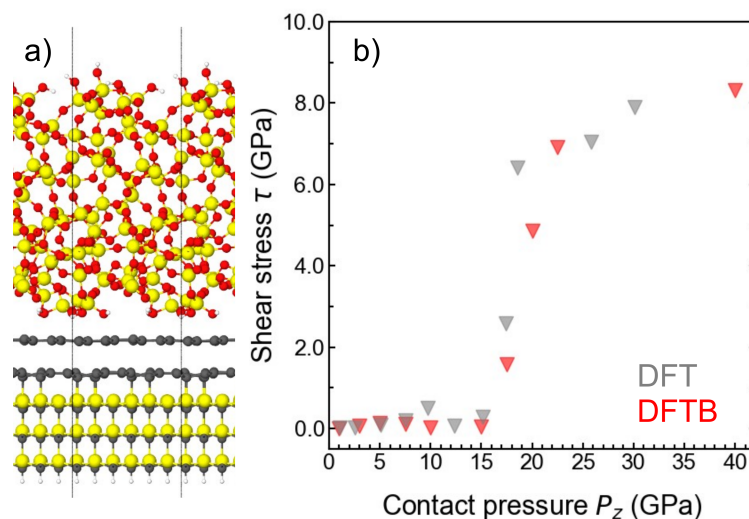 a)
b)
Shear stress τ (GPa)
10.0
8.0
6.0
4.0
2.0
0.0
DFT
DFTB
0 5 10 15 20 25 30 35 40
Contact pressure P_z (GPa)